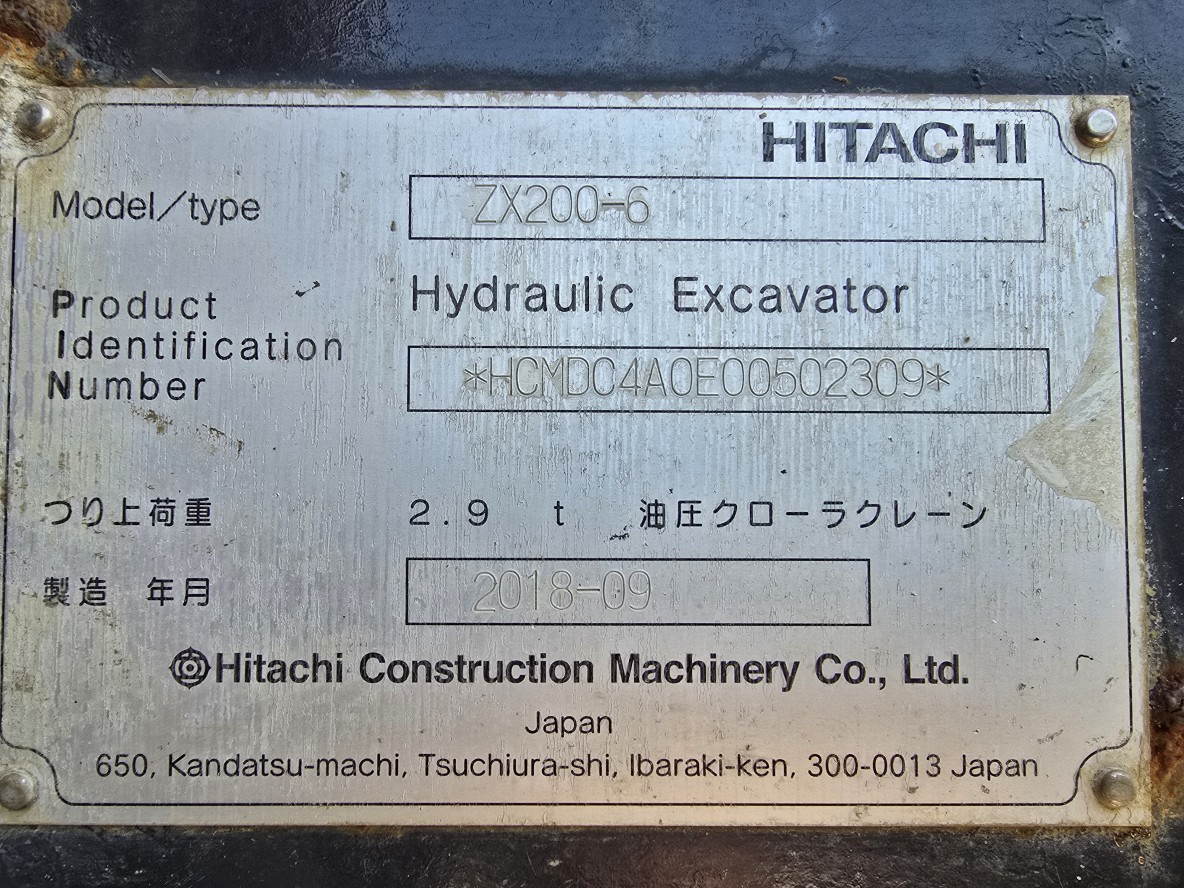 HITACHI
Model/type ZX200-6
Hydraulic Excavator
Product
Identification
Number *HCMDC4A0E00502309*
つり上荷重 2.9 t 油圧クローラクレーン
製造 年月 2018-09
Hitachi Construction Machinery Co., Ltd.
Japan
650, Kandatsu-machi, Tsuchiura-shi, Ibaraki-ken, 300-0013 Japan